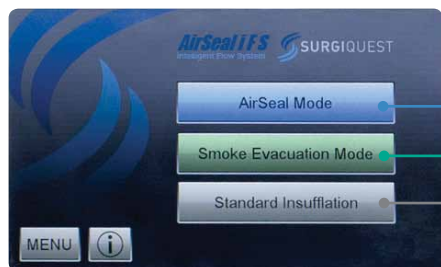 AirSeal iFS SURGIQUEST
Intelligent Flow System
AirSeal Mode
Smoke Evacuation Mode
Standard Insufflation
MENU i